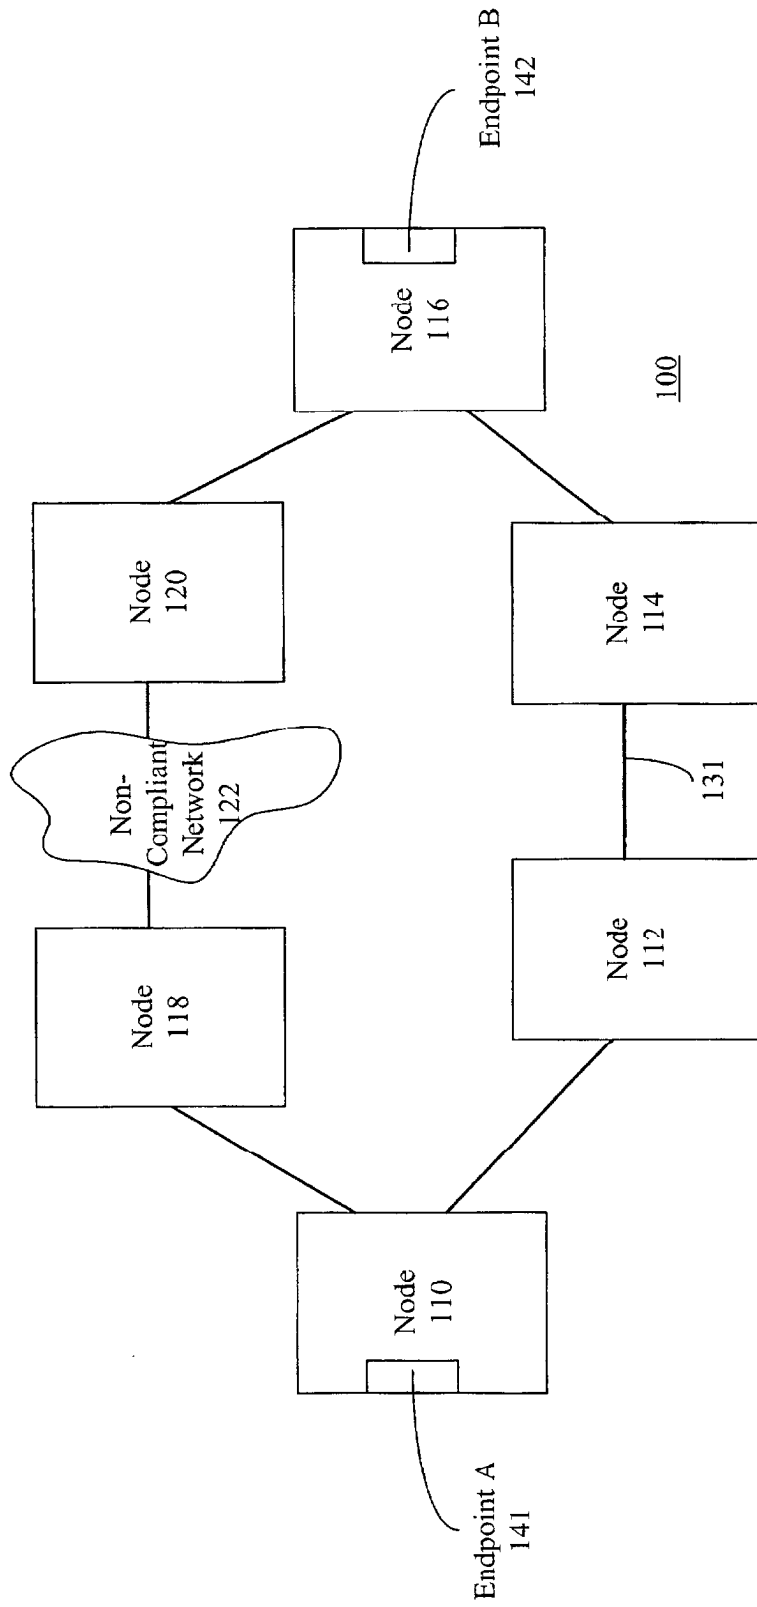 Non-
Compliant
Network
122
Node
118
Node
120
Node
110
Node
116
Endpoint A
141
Endpoint B
142
Node
112
131
Node
114
100